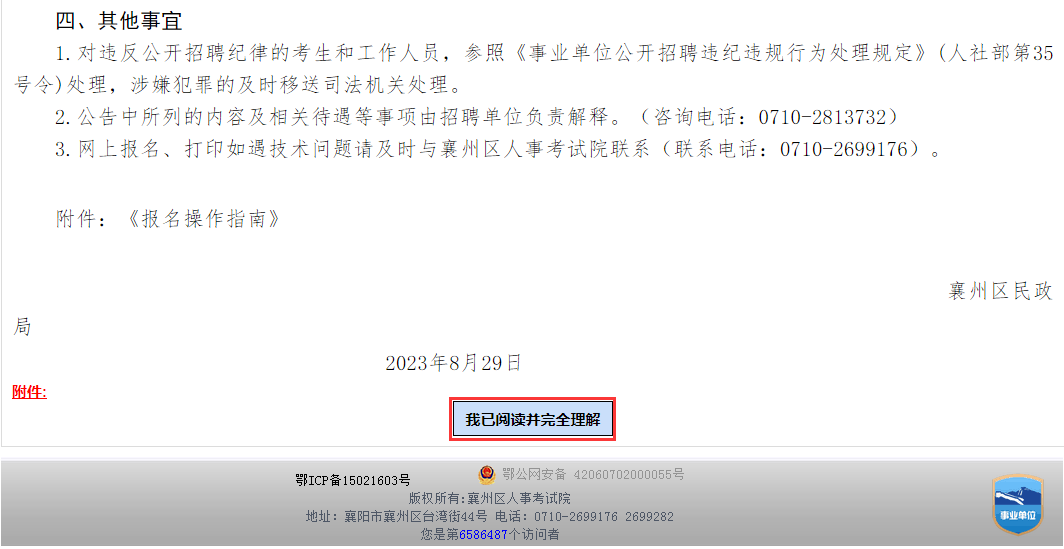 四、其他事宜
1.对违反公开招聘纪律的考生和工作人员，参照《事业单位公开招聘违纪违规行为处理规定》(人社部第35
号令)处理，涉嫌犯罪的及时移送司法机关处理。
2.公告中所列的内容及相关待遇等事项由招聘单位负责解释。（咨询电话：0710-2813732）
3.网上报名、打印如遇技术问题请及时与襄州区人事考试院联系（联系电话：0710-2699176）。
附件：《报名操作指南》
襄州区民政
局
2023年8月29日
附件:
我已阅读并完全理解
鄂ICP备15021603号 鄂公网安备 42060702000055号
版权所有:襄州区人事考试院
地址：襄阳市襄州区台湾街44号 电话：0710-2699176 2699282
您是第6586487个访问者
事业单位